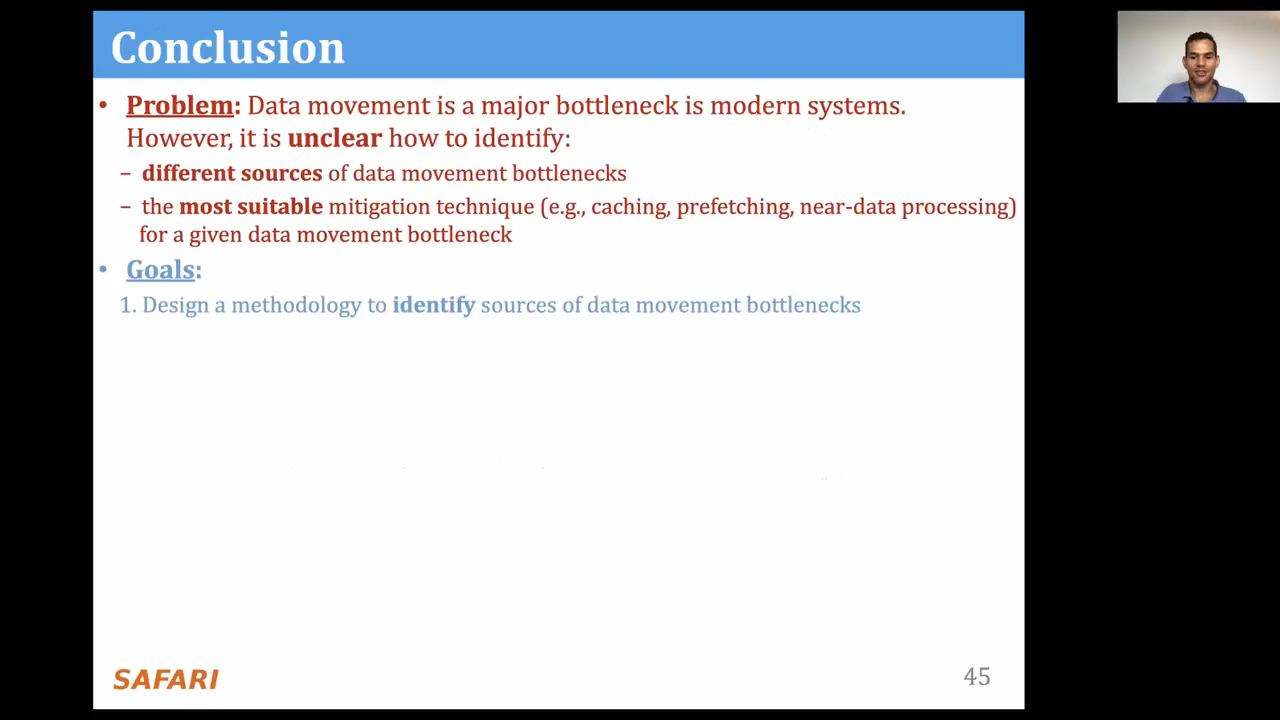 Conclusion
• Problem: Data movement is a major bottleneck is modern systems.
However, it is unclear how to identify:
– different sources of data movement bottlenecks
– the most suitable mitigation technique (e.g., caching, prefetching, near-data processing)
for a given data movement bottleneck
• Goals:
1. Design a methodology to identify sources of data movement bottlenecks
SAFARI
45